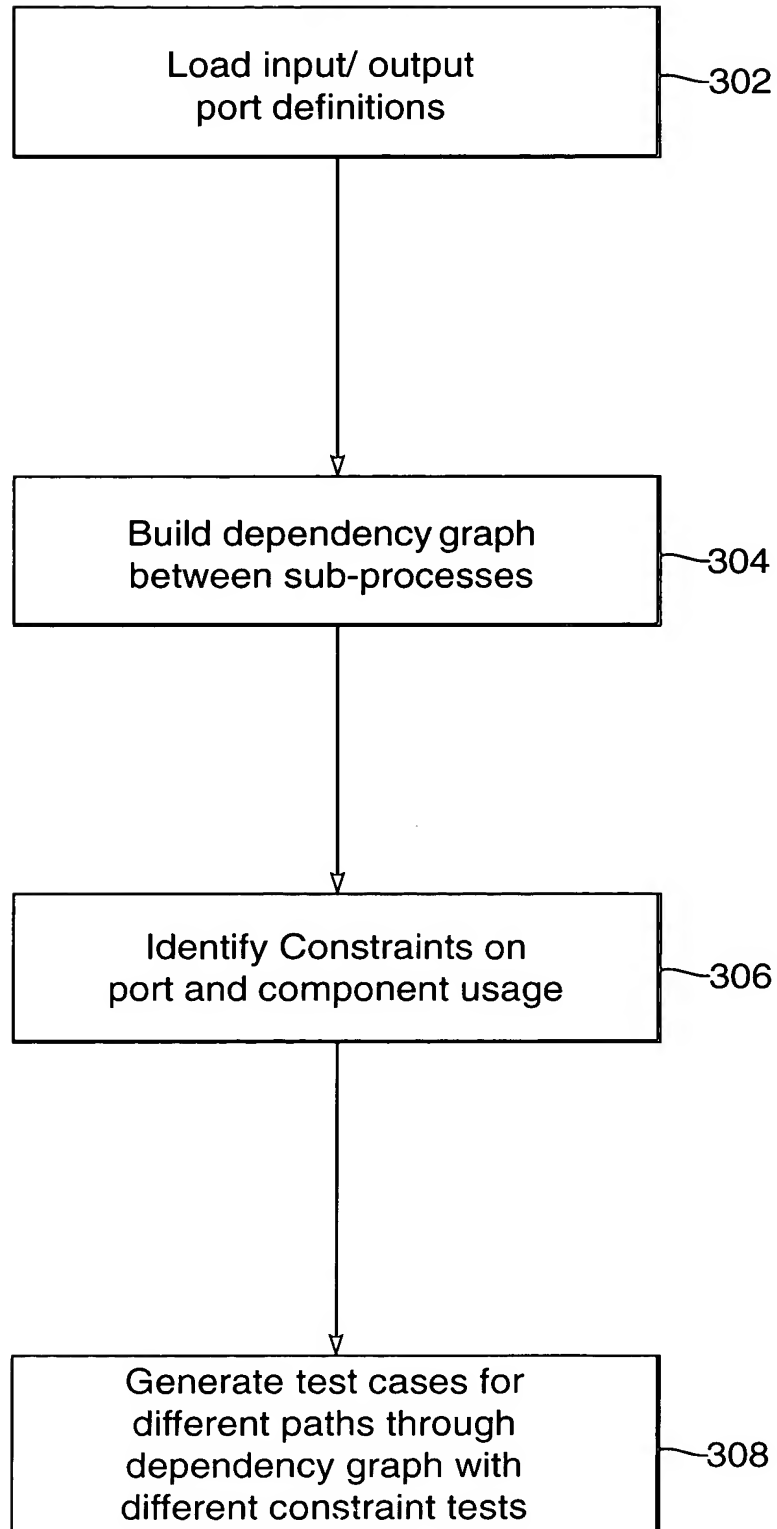 Load input/ output
port definitions
302
Build dependency graph
between sub-processes
304
Identify Constraints on
port and component usage
306
Generate test cases for
different paths through
dependency graph with
different constraint tests
308